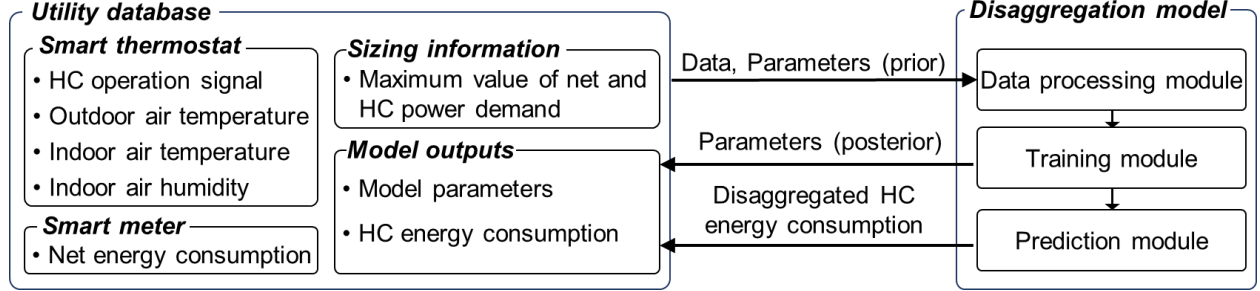 Utility database
Smart thermostat
• HC operation signal
• Outdoor air temperature
• Indoor air temperature
• Indoor air humidity
Smart meter
• Net energy consumption
Sizing information
• Maximum value of net and
HC power demand
Model outputs
• Model parameters
• HC energy consumption
Data, Parameters (prior)
Parameters (posterior)
Disaggregated HC
energy consumption
Disaggregation model
Data processing module
Training module
Prediction module